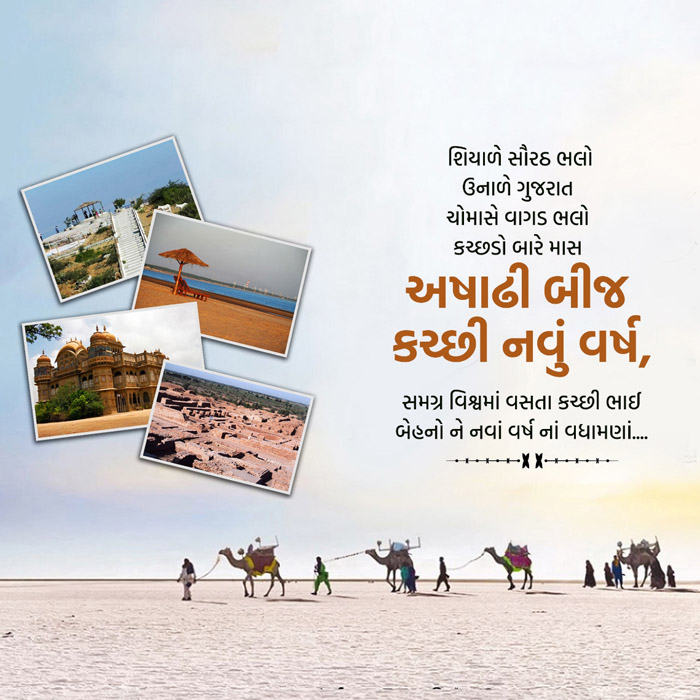 શિયાળે સૌરઠ ભલો
ઉનાળે ગુજરાત
ચોમાસે વાગડ ભલો
કચ્છડો બારે માસ
અષાઢી બીજ
કચ્છી નવું વર્ષ,
સમગ્ર વિશ્વમાં વસતા કચ્છી ભાઈ
બેહનો ને નવાં વર્ષ નાં વધામણાં....